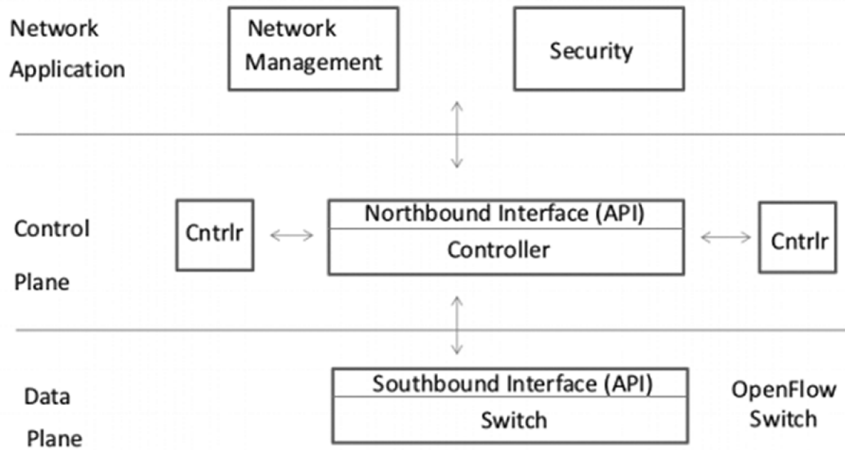 Network
Application
Network
Management
Security
Control
Plane
Cntrlr
Northbound Interface (API)
Controller
Cntrlr
Data
Plane
Southbound Interface (API)
Switch
OpenFlow
Switch